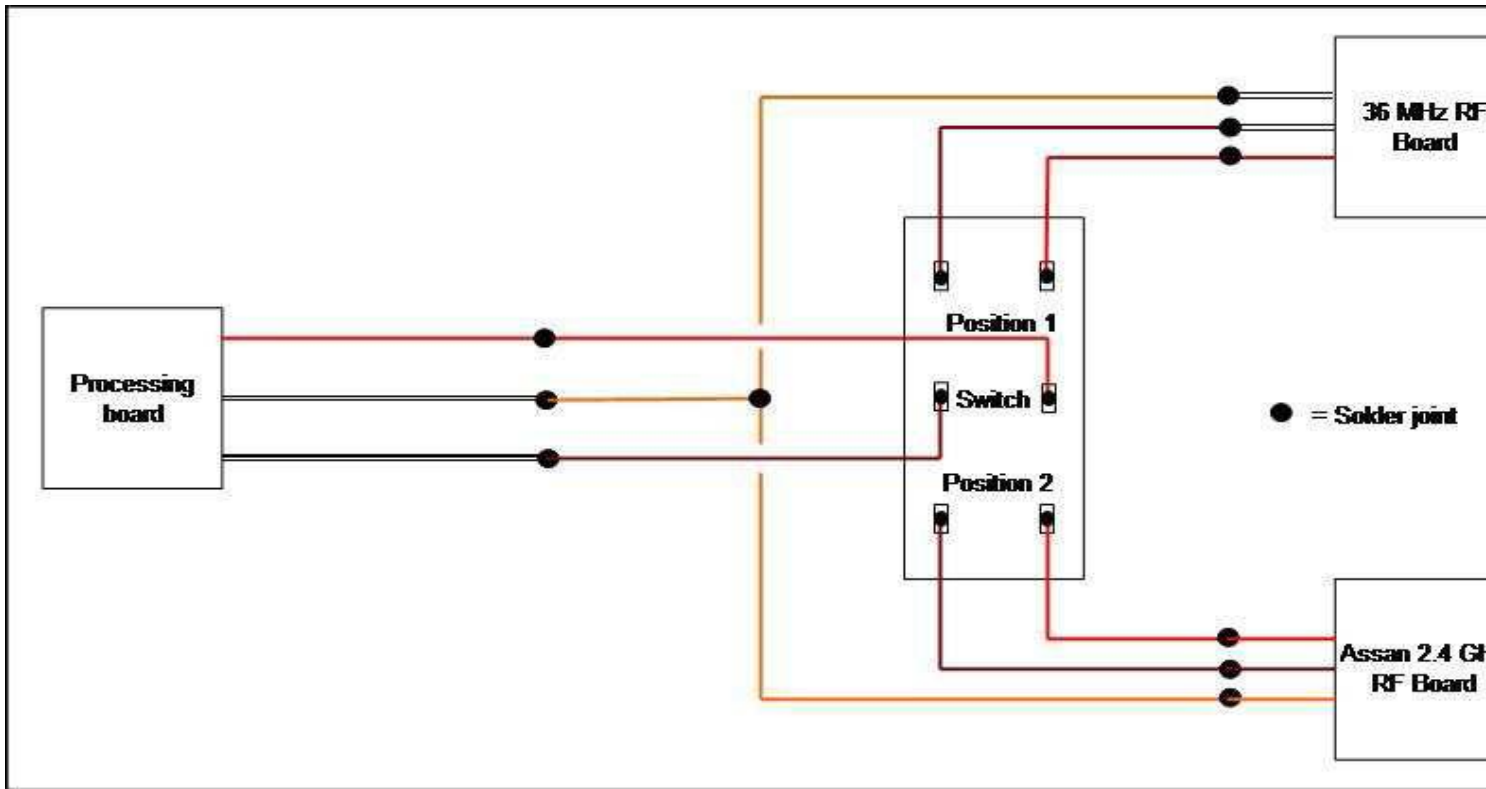 36 MHz RF
Board
Position 1
Processing
board
Switch
= Solder joint
Position 2
Assan 2.4 GH
RF Board